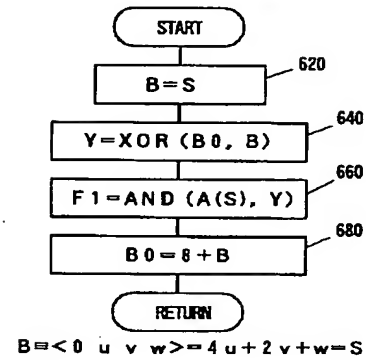 START
B=S
620
Y=XOR (B0, B)
640
F1=AND (A(S), Y)
660
B0=8+B
680
RETURN
B=<0 u v w>=4u+2v+w=S